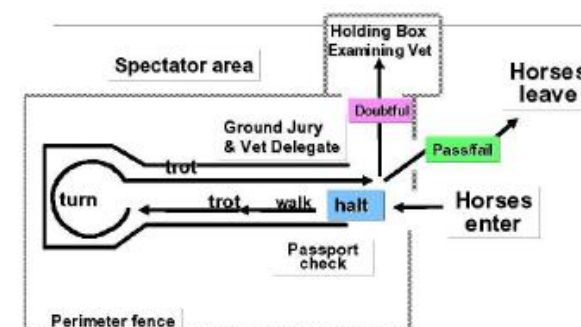 Holding Box
Examining Vet
Spectator area
Horses
leave
Doubtful
Ground Jury
& Vet Delegate
Pass/fail
trot
turn
trot
walk
halt
Horses
enter
Passport
check
Perimeter fence